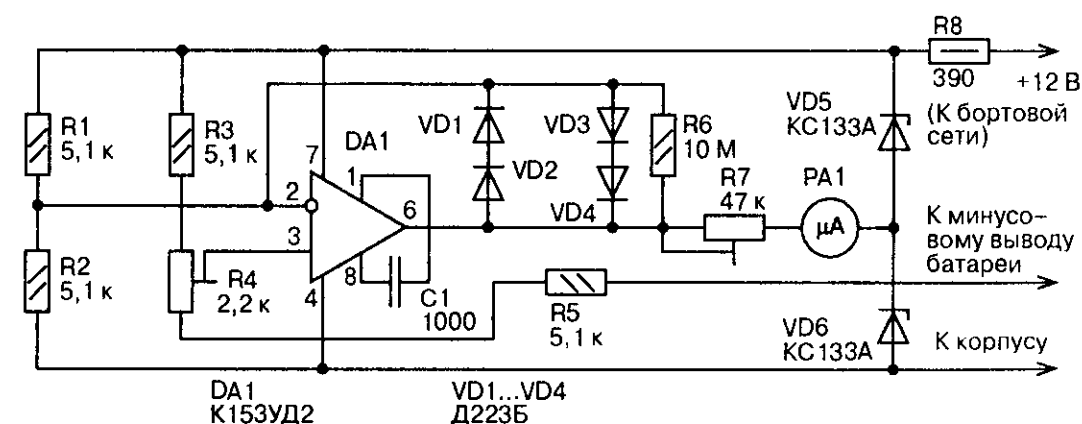 R8
390
+12 В
(К бортовой
сети)
R1
5,1 к
R3
5,1 к
DA1
VD1
VD2
VD3
VD4
R6
10 М
VD5
КС133А
R7
47 к
PA1
μА
7
1
2
3
6
8
4
R2
5,1 к
R4
2,2 к
C1
1000
R5
5,1 к
К минусо-
вому выводу
батареи
VD6
КС133А
К корпусу
DA1
К153УД2
VD1...VD4
Д223Б